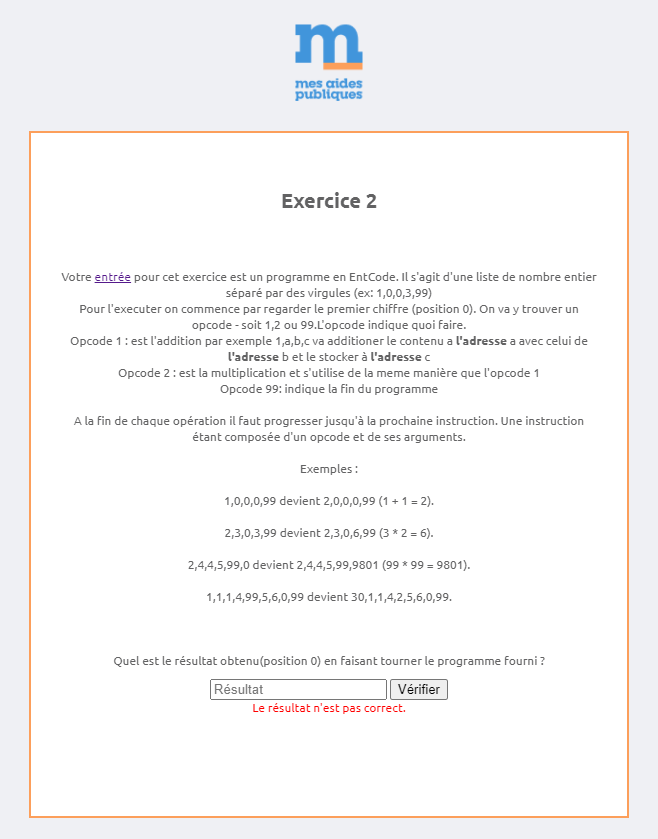 m
mes aides
publiques
Exercice 2
Votre entrée pour cet exercice est un programme en EntCode. Il s'agit d'une liste de nombre entier
séparé par des virgules (ex: 1,0,0,3,99)
Pour l'executer on commence par regarder le premier chiffre (position 0). On va y trouver un
opcode - soit 1,2 ou 99.L'opcode indique quoi faire.
Opcode 1 : est l'addition par exemple 1,a,b,c va additioner le contenu a l'adresse a avec celui de
l'adresse b et le stocker à l'adresse c
Opcode 2 : est la multiplication et s'utilise de la meme manière que l'opcode 1
Opcode 99: indique la fin du programme
A la fin de chaque opération il faut progresser jusqu'à la prochaine instruction. Une instruction
étant composée d'un opcode et de ses arguments.
Exemples :
1,0,0,0,99 devient 2,0,0,0,99 (1 + 1 = 2).
2,3,0,3,99 devient 2,3,0,6,99 (3 * 2 = 6).
2,4,4,5,99,0 devient 2,4,4,5,99,9801 (99 * 99 = 9801).
1,1,1,4,99,5,6,0,99 devient 30,1,1,4,2,5,6,0,99.
Quel est le résultat obtenu(position 0) en faisant tourner le programme fourni ?
Résultat Vérifier
Le résultat n'est pas correct.